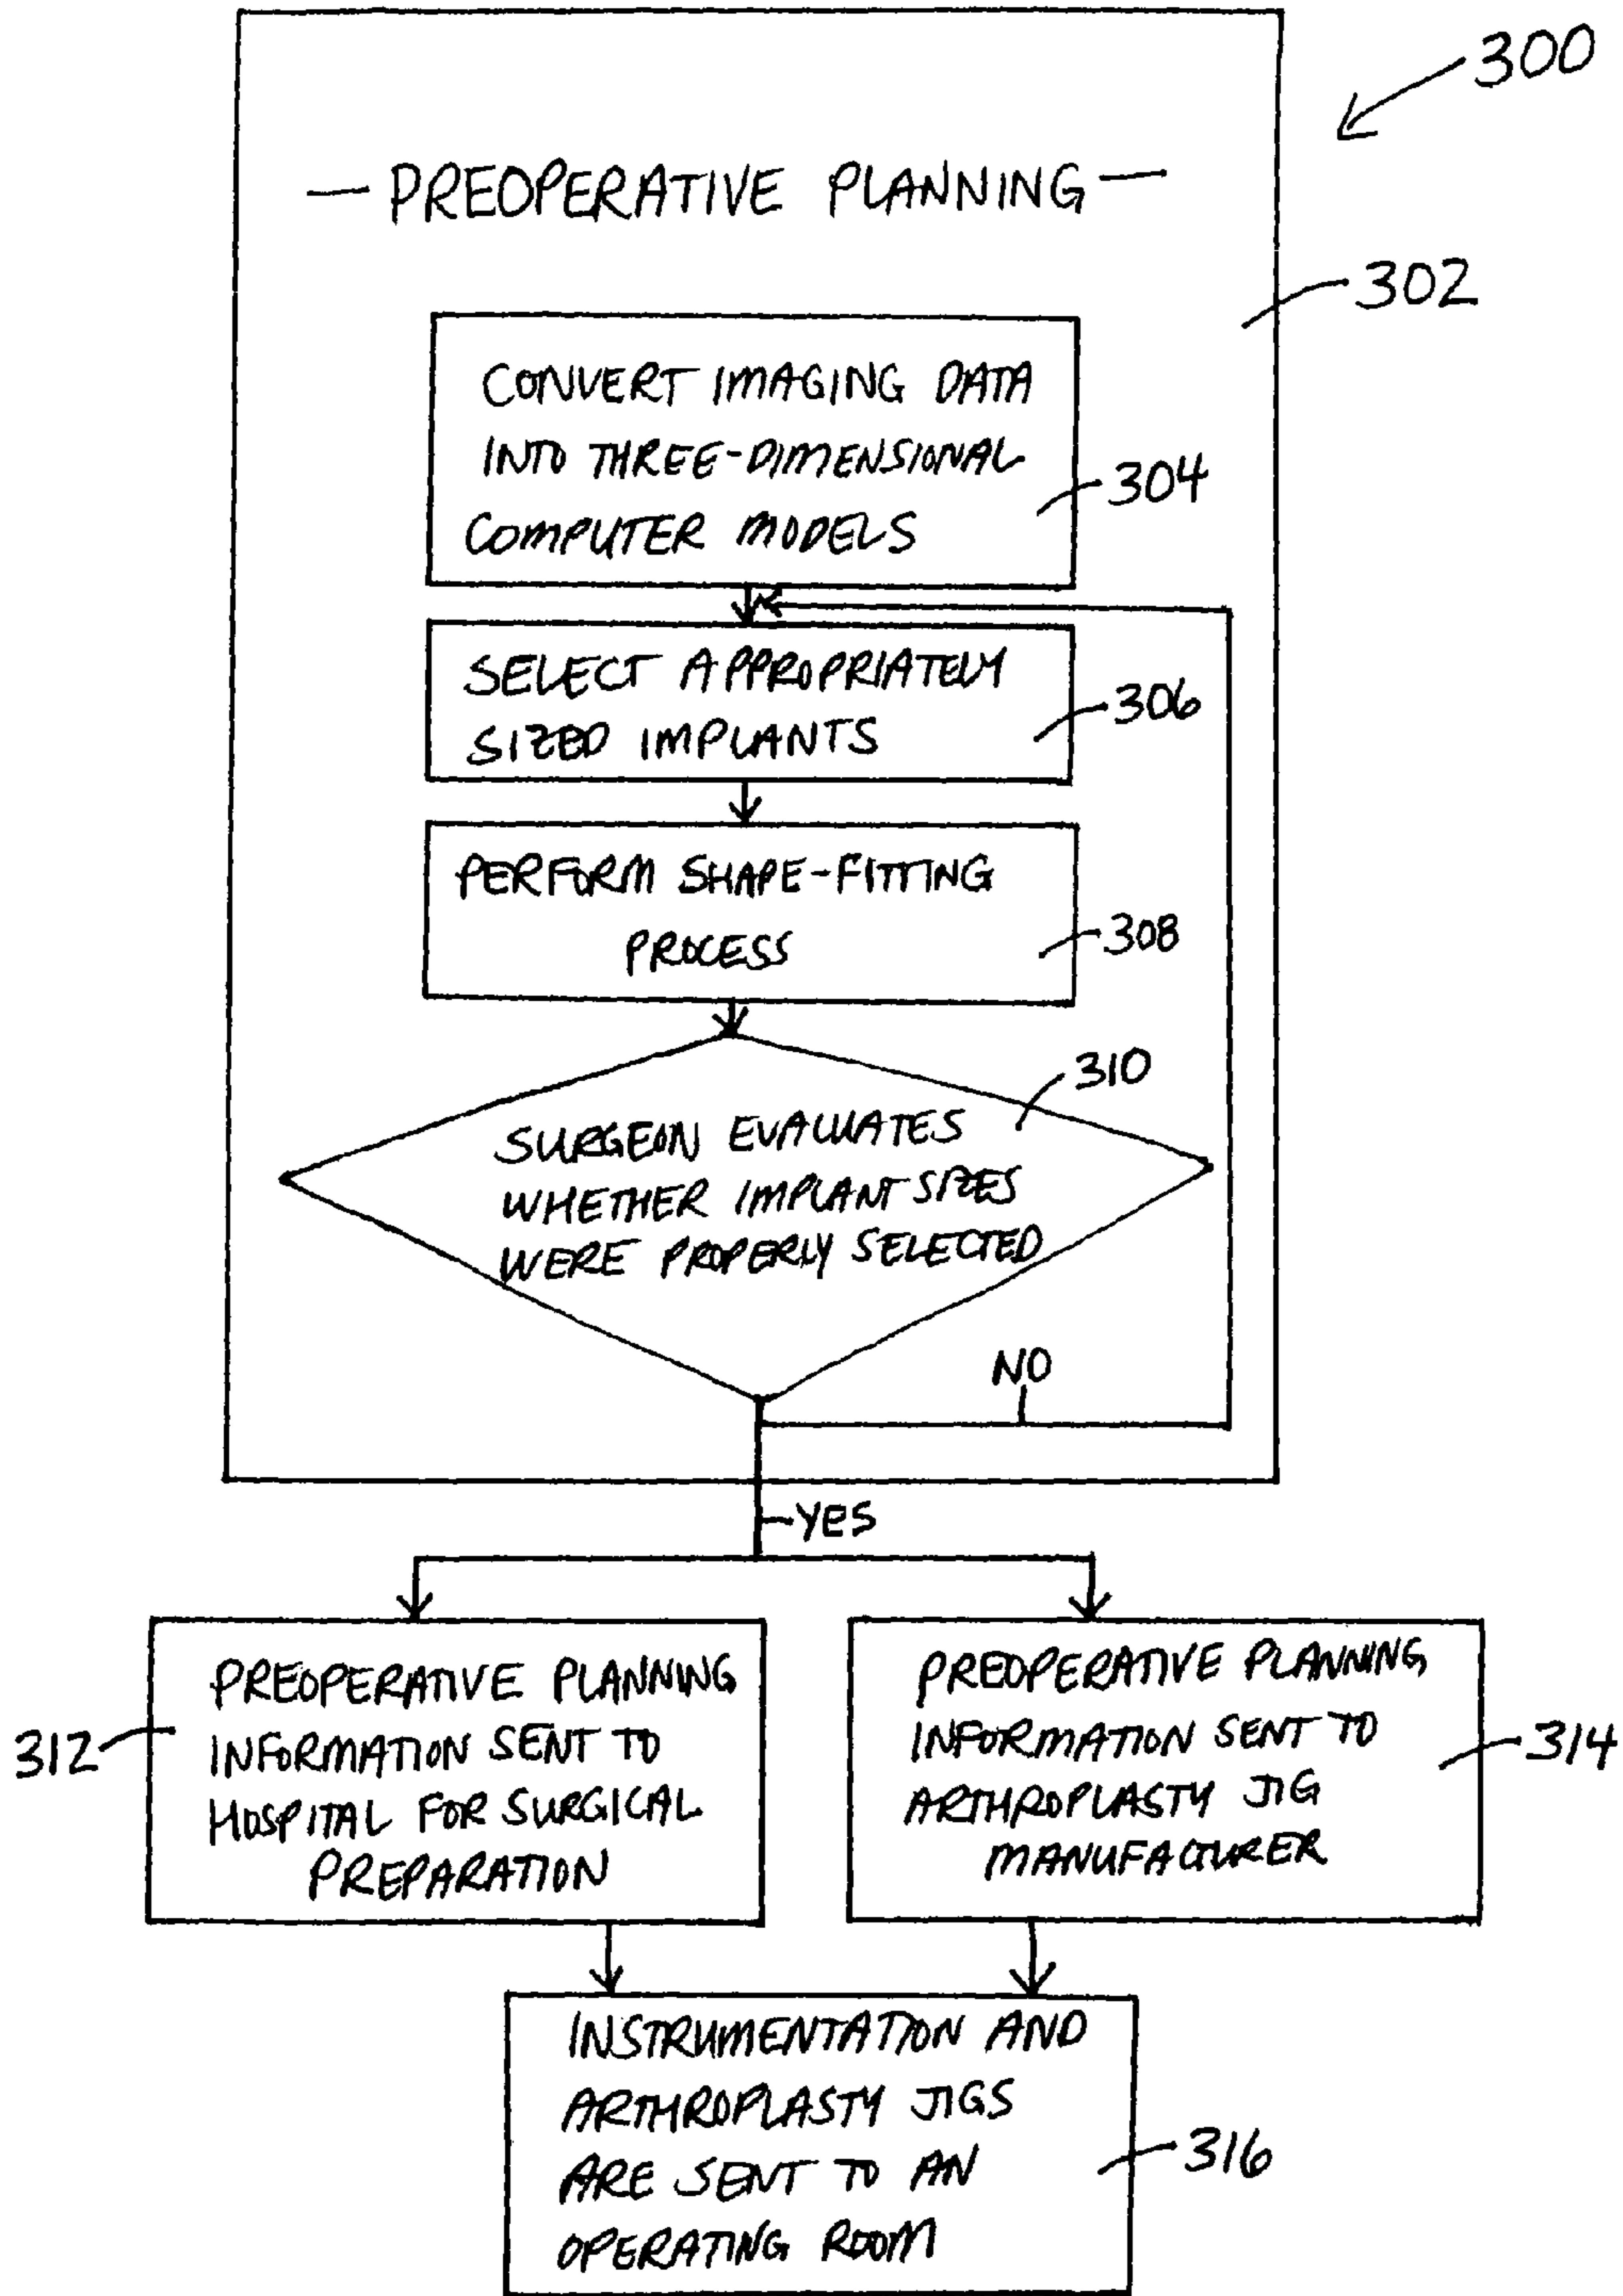 300
— PREOPERATIVE PLANNING —
302
CONVERT IMAGING DATA
INTO THREE-DIMENSIONAL
COMPUTER MODELS
304
SELECT APPROPRIATELY
SIZED IMPLANTS
306
PERFORM SHAPE-FITTING
PROCESS
308
310
SURGEON EVALUATES
WHETHER IMPLANT SIZES
WERE PROPERLY SELECTED
NO
YES
312
PREOPERATIVE PLANNING
INFORMATION SENT TO
HOSPITAL FOR SURGICAL
PREPARATION
PREOPERATIVE PLANNING
INFORMATION SENT TO
ARTHROPLASTY JIG
MANUFACTURER
314
INSTRUMENTATION AND
ARTHROPLASTY JIGS
ARE SENT TO AN
OPERATING ROOM
316